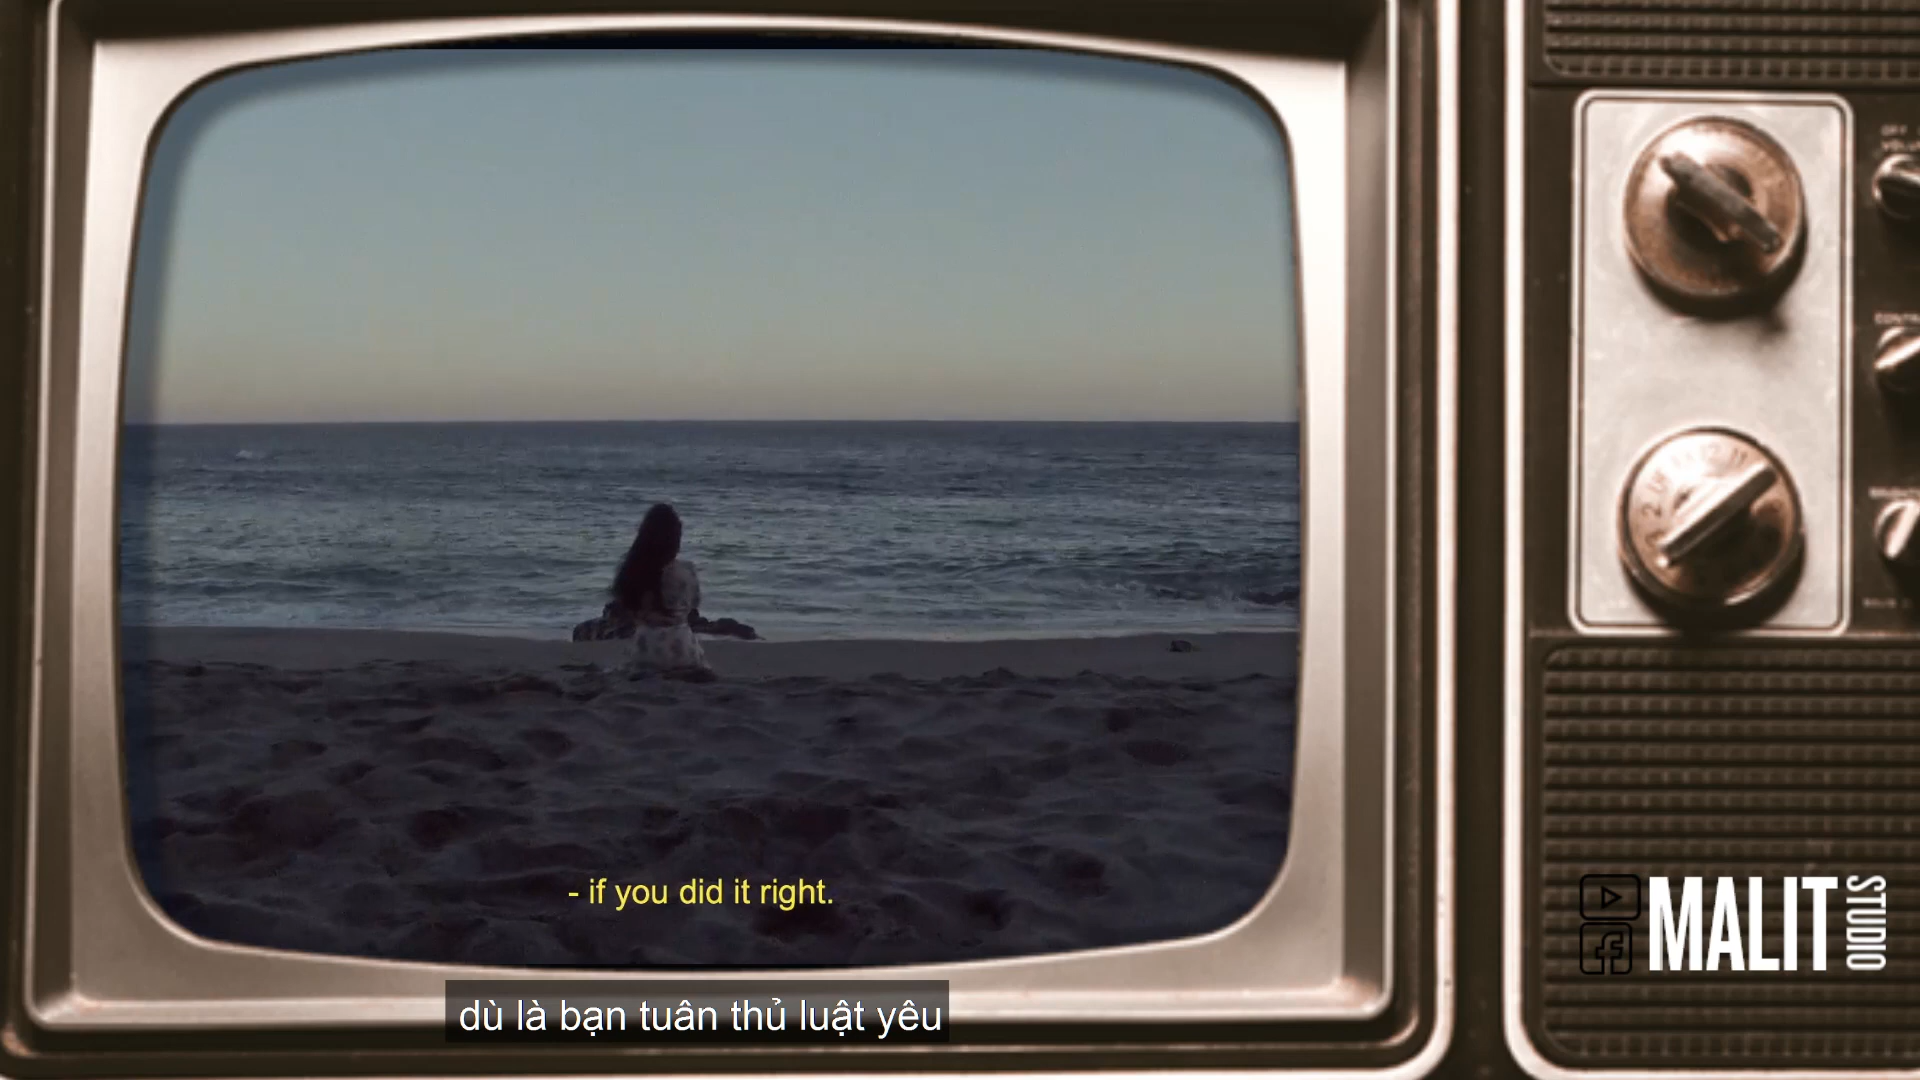 - if you did it right.
dù là bạn tuân thủ luật yêu
MALIT
STUDIO